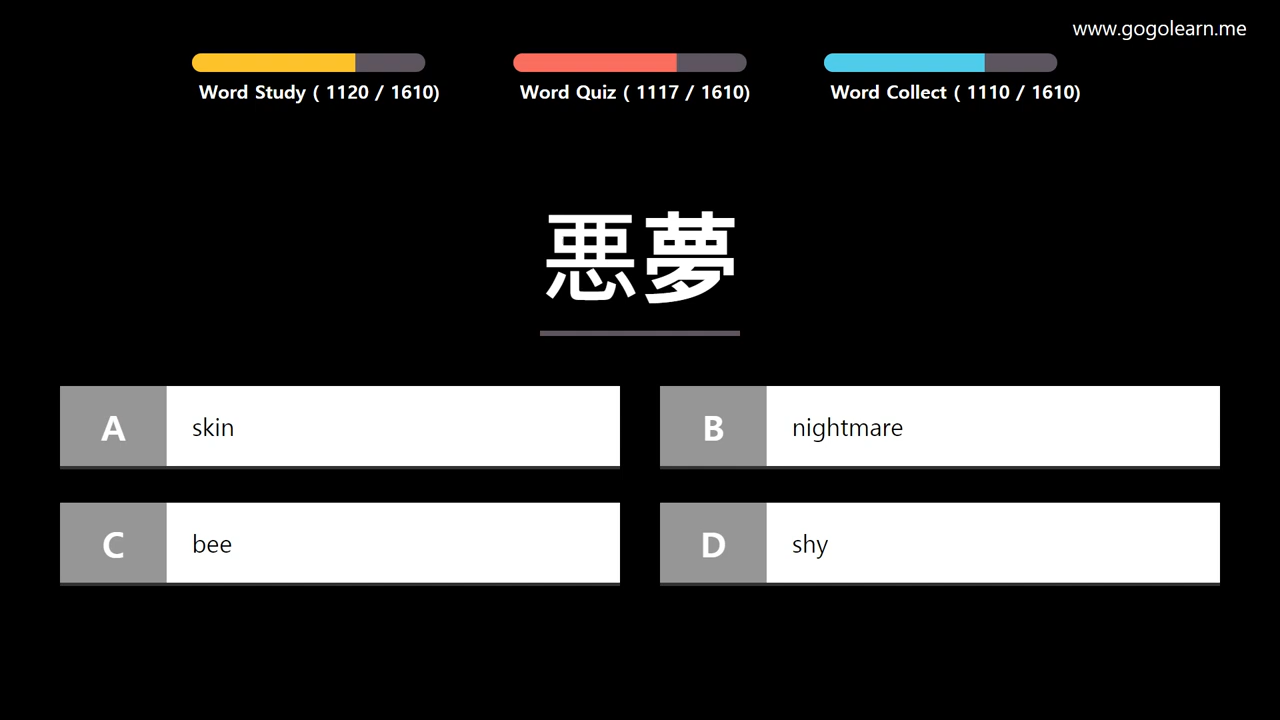 www.gogolearn.me
Word Study ( 1120 / 1610)
Word Quiz ( 1117 / 1610)
Word Collect ( 1110 / 1610)
悪夢
A skin
B nightmare
C bee
D shy